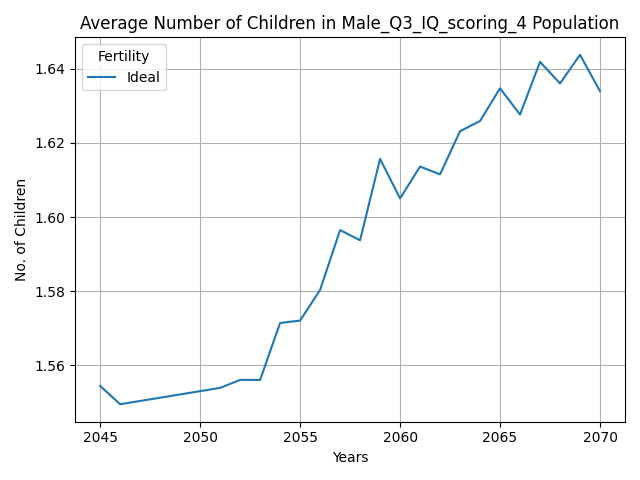 Average Number of Children in Male_Q3_IQ_scoring_4 Population
Fertility
Ideal
No. of Children
1.64
1.62
1.60
1.58
1.56
2045 2050 2055 2060 2065 2070
Years